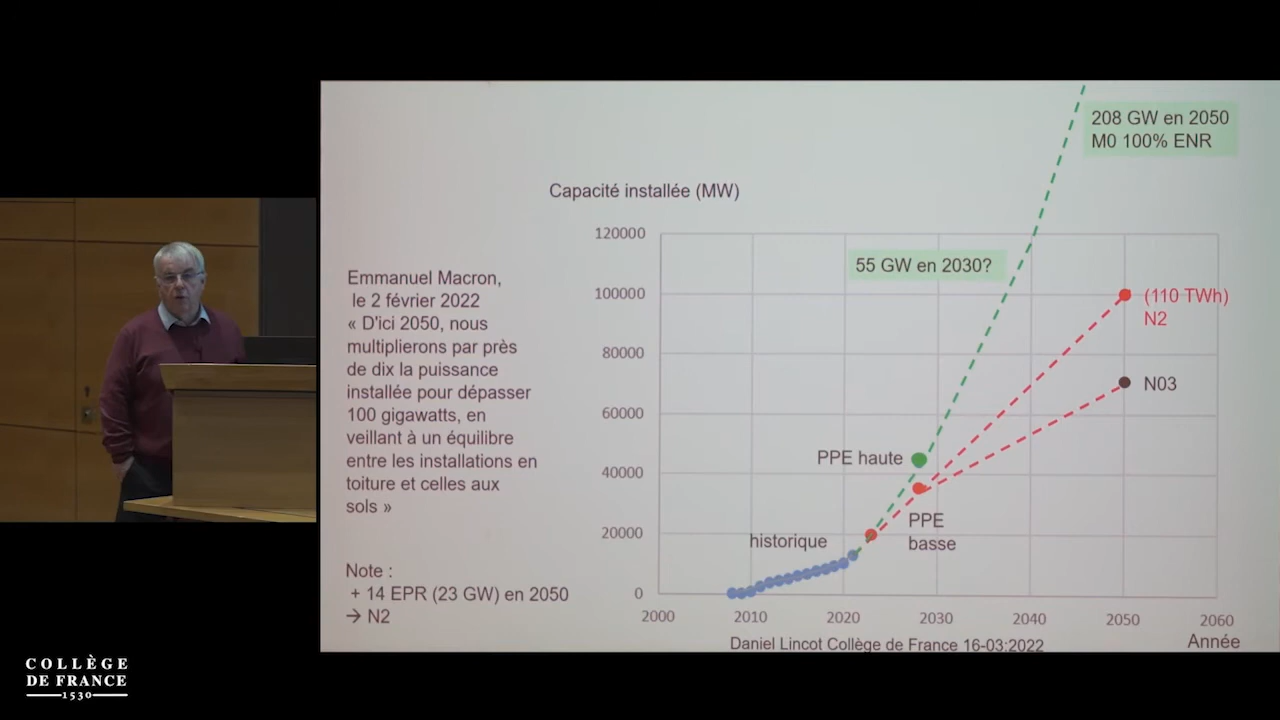 208 GW en 2050
M0 100% ENR
Capacité installée (MW)
120000
55 GW en 2030?
Emmanuel Macron,
le 2 février 2022
« D'ici 2050, nous
multiplierons par près
de dix la puissance
installée pour dépasser
100 gigawatts, en
veillant à un équilibre
entre les installations en
toiture et celles aux
sols »
100000
(110 TWh)
N2
80000
60000
N03
PPE haute
40000
PPE
basse
historique
20000
0
Note :
+ 14 EPR (23 GW) en 2050
→ N2
2000 2010 2020 2030 2040 2050 2060
Année
Daniel Lincot Collège de France 16-03:2022
COLLÈGE
DE FRANCE
1530